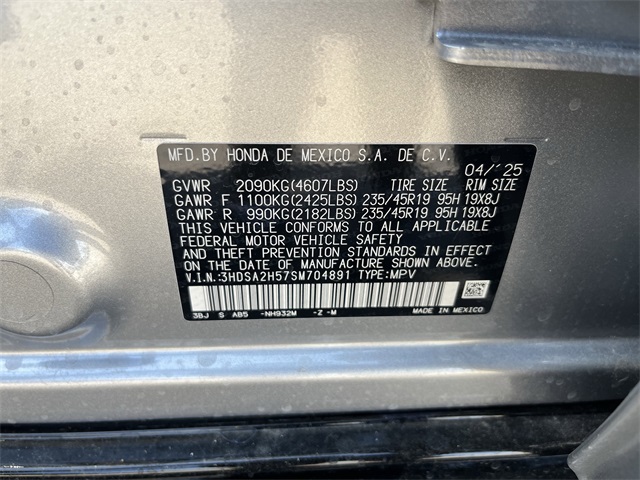 MFD.BY HONDA DE MEXICO S.A. DE C.V.
04/'25
GVWR 2090KG(4607LBS) TIRE SIZE RIM SIZE
GAWR F 1100KG(2425LBS) 235/45R19 95H 19X8J
GAWR R 990KG(2182LBS) 235/45R19 95H 19X8J
THIS VEHICLE CONFORMS TO ALL APPLICABLE
FEDERAL MOTOR VEHICLE SAFETY
AND THEFT PREVENTION STANDARDS IN EFFECT
ON THE DATE OF MANUFACTURE SHOWN ABOVE.
V.I.N.:3HDSA2H57SM704891 TYPE:MPV
3BJ S AB5 -NH932M -Z -M MADE IN MEXICO